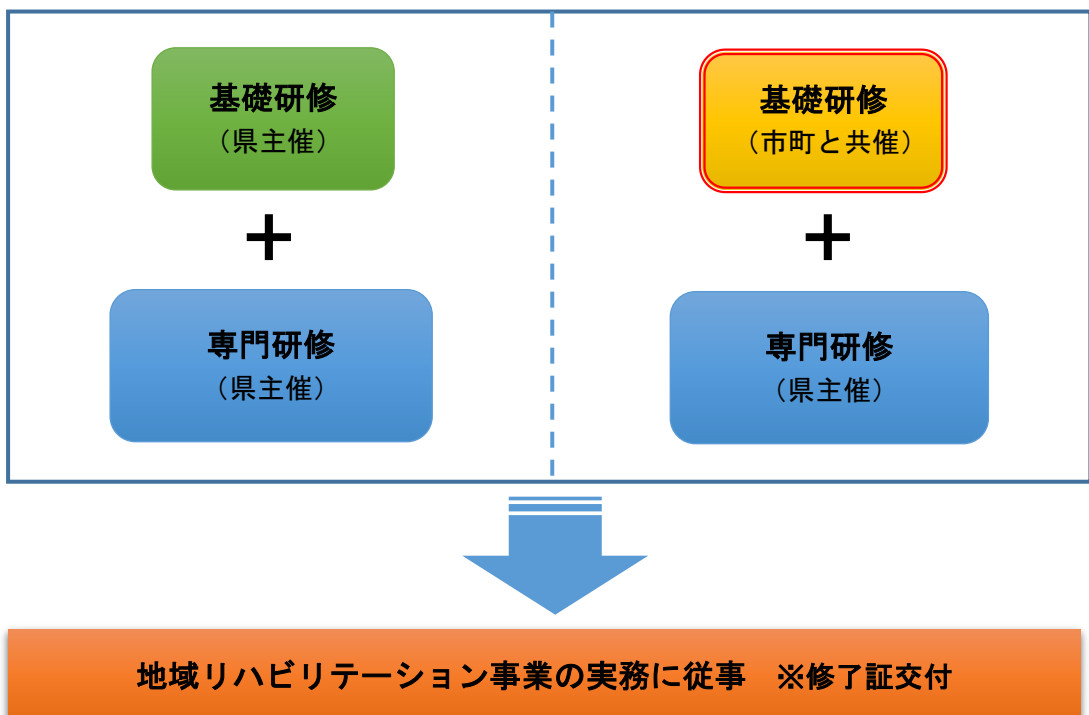 基礎研修
（県主催）
＋
専門研修
（県主催）
基礎研修
（市町と共催）
＋
専門研修
（県主催）
地域リハビリテーション事業の実務に従事　※修了証交付